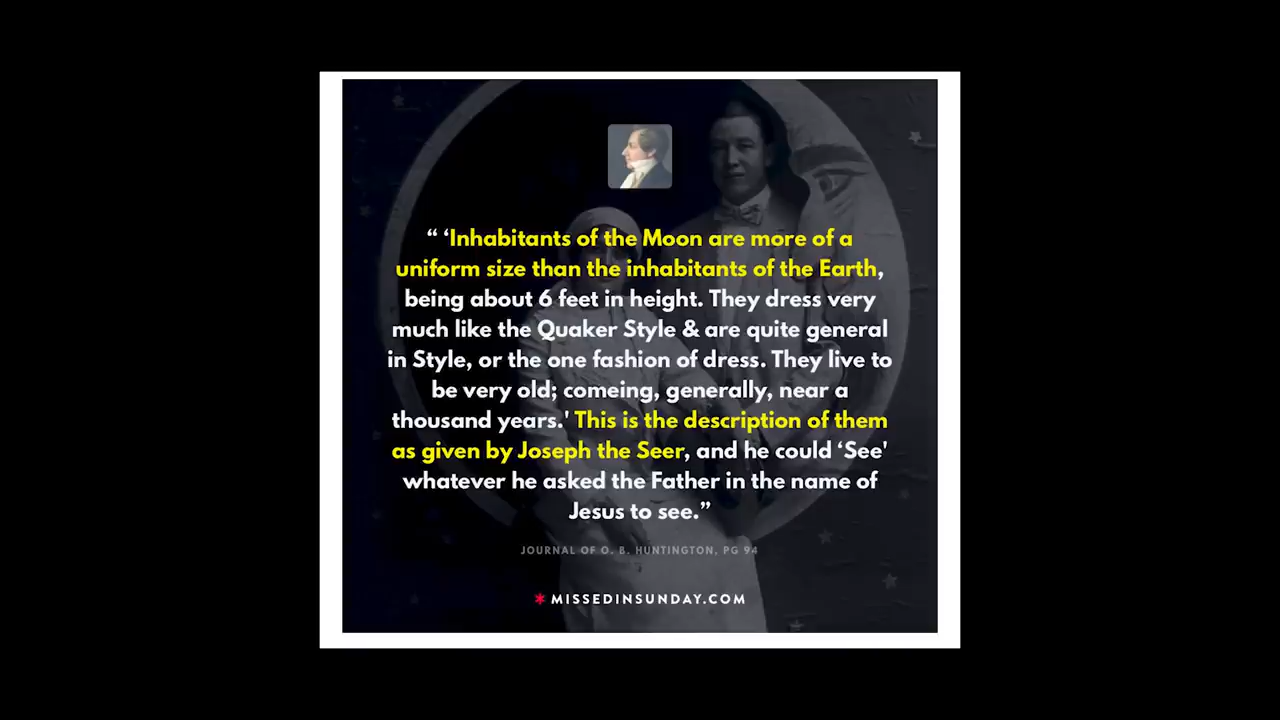 “ ‘Inhabitants of the Moon are more of a
uniform size than the inhabitants of the Earth,
being about 6 feet in height. They dress very
much like the Quaker Style & are quite general
in Style, or the one fashion of dress. They live to
be very old; comeing, generally, near a
thousand years.' This is the description of them
as given by Joseph the Seer, and he could ‘See'
whatever he asked the Father in the name of
Jesus to see.”
JOURNAL OF O. B. HUNTINGTON, PG 94
* MISSEDINSUNDAY.COM